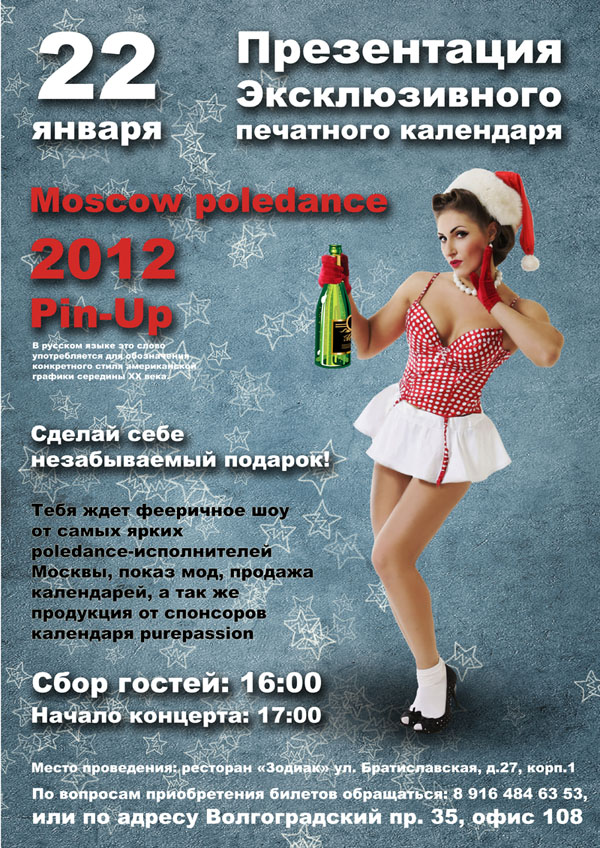 22
января
Презентация
Эксклюзивного
печатного календаря
Moscow poledance
2012
Pin-Up
В русском языке это слово
употребляется для обозначения
конкретного стиля американской
графики середины XX века.
Сделай себе
незабываемый подарок!
Тебя ждет фееричное шоу
от самых ярких
poledance-исполнителей
Москвы, показ мод, продажа
календарей, а так же
продукция от спонсоров
календаря purepassion
Сбор гостей: 16:00
Начало концерта: 17:00
Место проведения: ресторан «Зодиак» ул. Братиславская, д.27, корп.1
По вопросам приобретения билетов обращаться: 8 916 484 63 53,
или по адресу Волгоградский пр. 35, офис 108